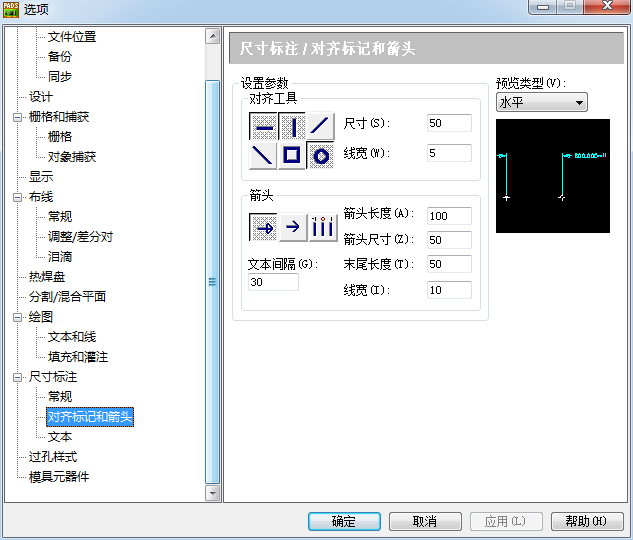 PADS
选项
文件位置
备份
同步
设计
栅格和捕获
栅格
对象捕获
显示
布线
常规
调整/差分对
泪滴
热焊盘
分割/混合平面
绘图
文本和线
填充和灌注
尺寸标注
常规
对齐标记和箭头
文本
过孔样式
模具元器件
尺寸标注 / 对齐标记和箭头
设置参数
对齐工具
尺寸(S): 50
线宽(W): 5
箭头
箭头长度(A): 100
箭头尺寸(Z): 50
文本间隔(G): 末尾长度(T): 50
30
线宽(I): 10
预览类型(V):
水平
确定 取消 应用(L) 帮助(H)